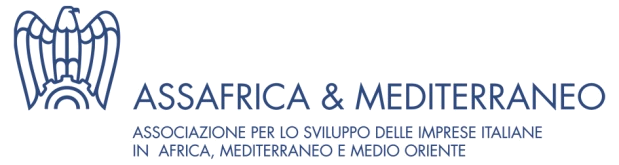 ASSAFRICA & MEDITERRANEO
ASSOCIAZIONE PER LO SVILUPPO DELLE IMPRESE ITALIANE
IN AFRICA, MEDITERRANEO E MEDIO ORIENTE